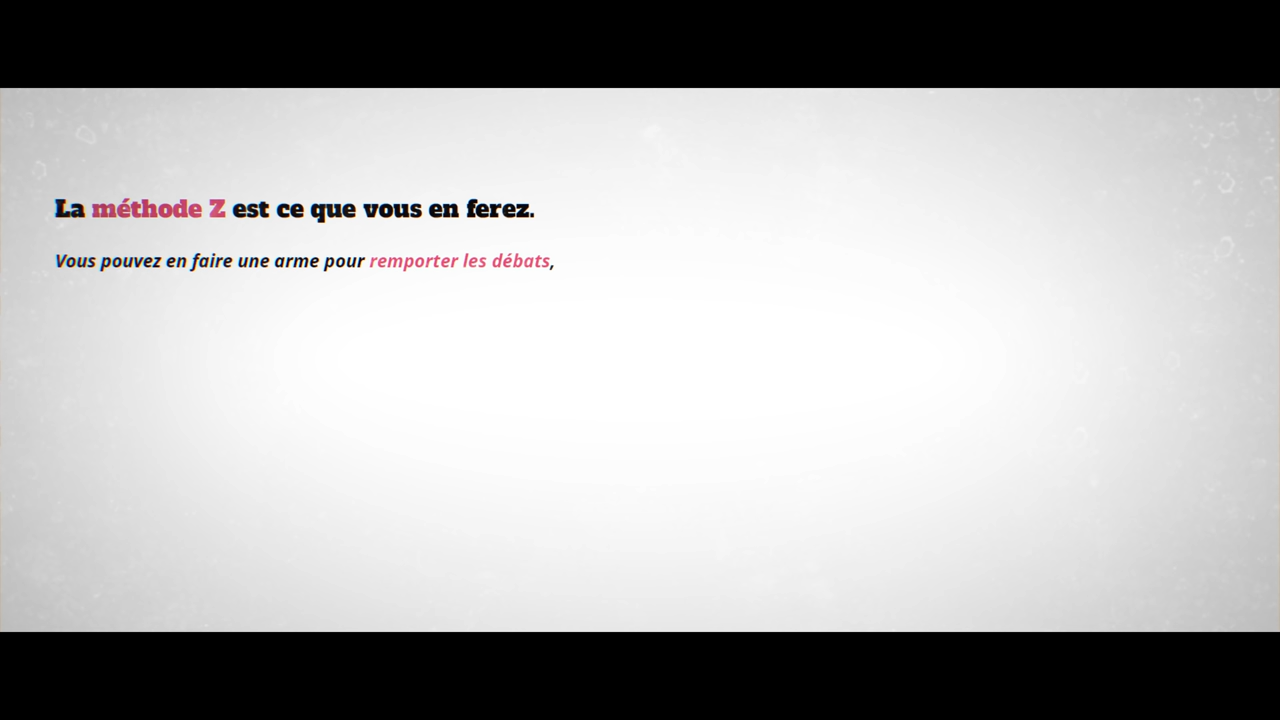 La méthode Z est ce que vous en ferez.
Vous pouvez en faire une arme pour remporter les débats,